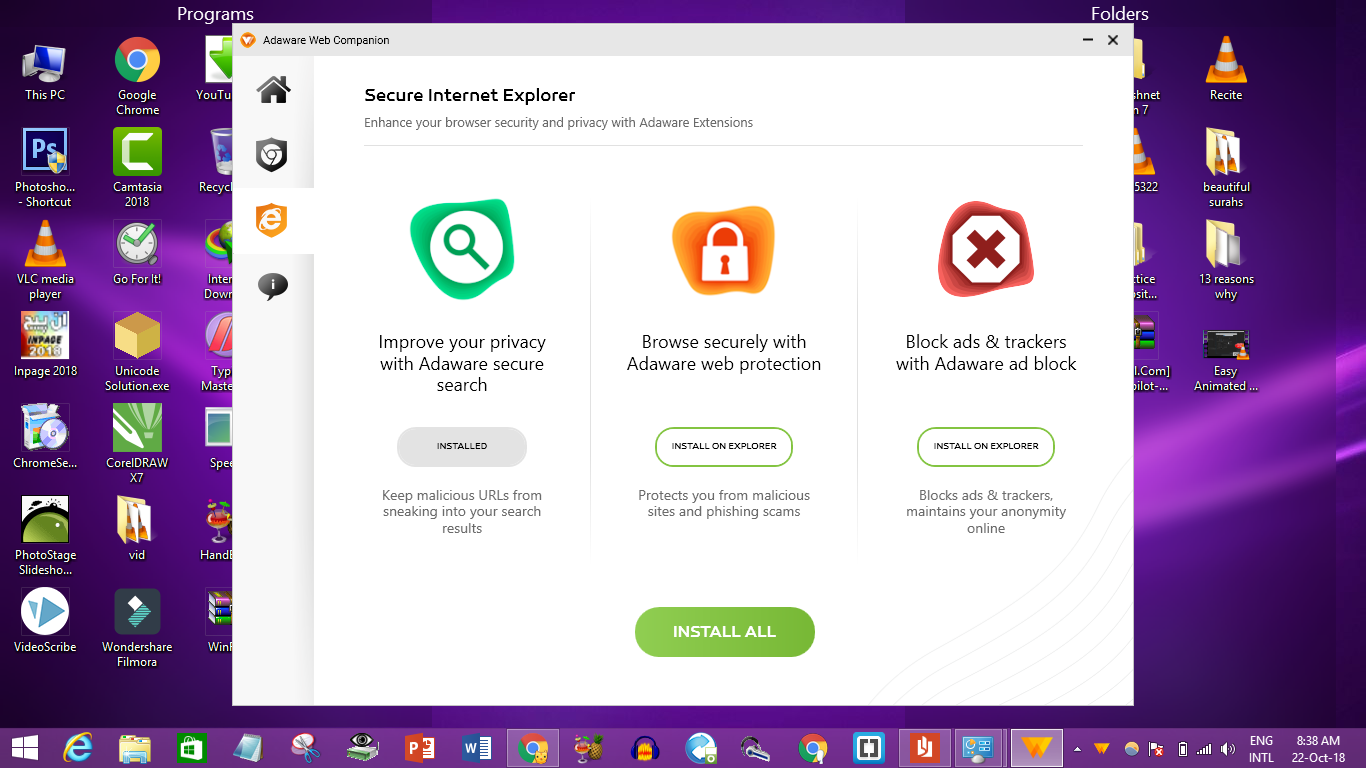 Programs
Folders
Adaware Web Companion
This PC
Google
Chrome
Photosho...
- Shortcut
Camtasia
2018
VLC media
player
Go For It!
Inpage 2018
Unicode
Solution.exe
ChromeSe...
CorelDRAW
X7
PhotoStage
Slidesho...
vid
VideoScribe
Wondershare
Filmora
YouTu
Recyc
Inter
Down
Typ
Maste
Spee
HandB
WinR
ان پیج
INPAGE
2018
Ps
Secure Internet Explorer
Enhance your browser security and privacy with Adaware Extensions
Improve your privacy
with Adaware secure
search
INSTALLED
Keep malicious URLs from
sneaking into your search
results
Browse securely with
Adaware web protection
INSTALL ON EXPLORER
Protects you from malicious
sites and phishing scams
Block ads & trackers
with Adaware ad block
INSTALL ON EXPLORER
Blocks ads & trackers,
maintains your anonymity
online
INSTALL ALL
shnet
n 7
5322
ctice
osit...
l.Com]
pilot-...
Recite
beautiful
surahs
13 reasons
why
Easy
Animated ...
ENG
INTL
8:38 AM
22-Oct-18